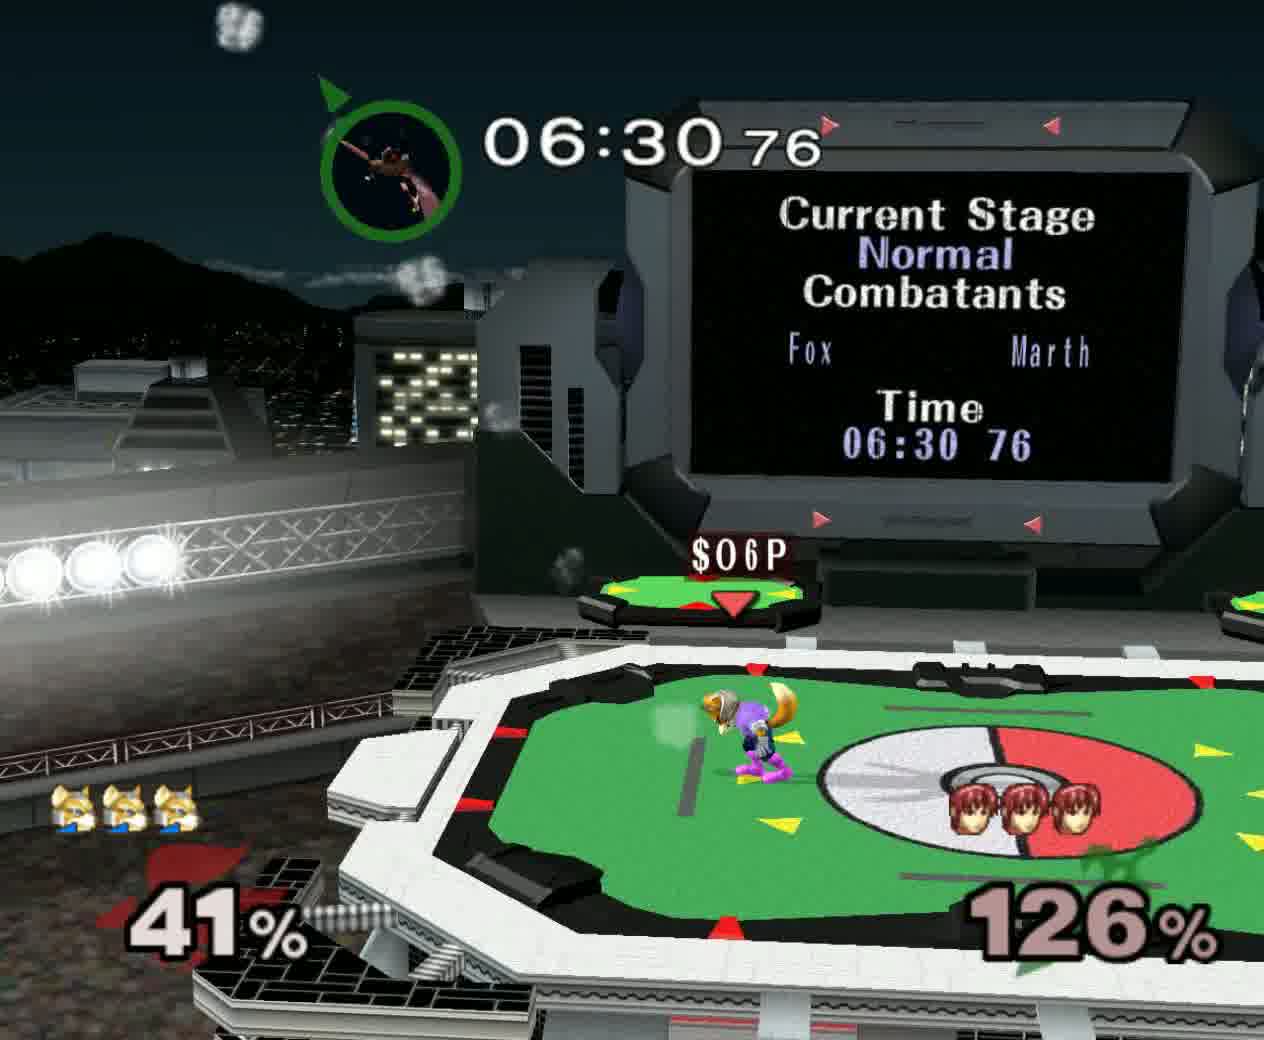 06:30 76
Current Stage
Normal
Combatants
Fox Marth
Time
06:30 76
$06P
41%
126%